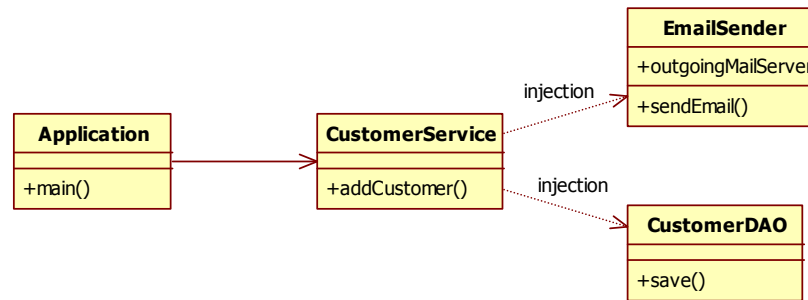 Application
+main()
CustomerService
+addCustomer()
injection
injection
EmailSender
+outgoingMailServer
+sendEmail()
CustomerDAO
+save()